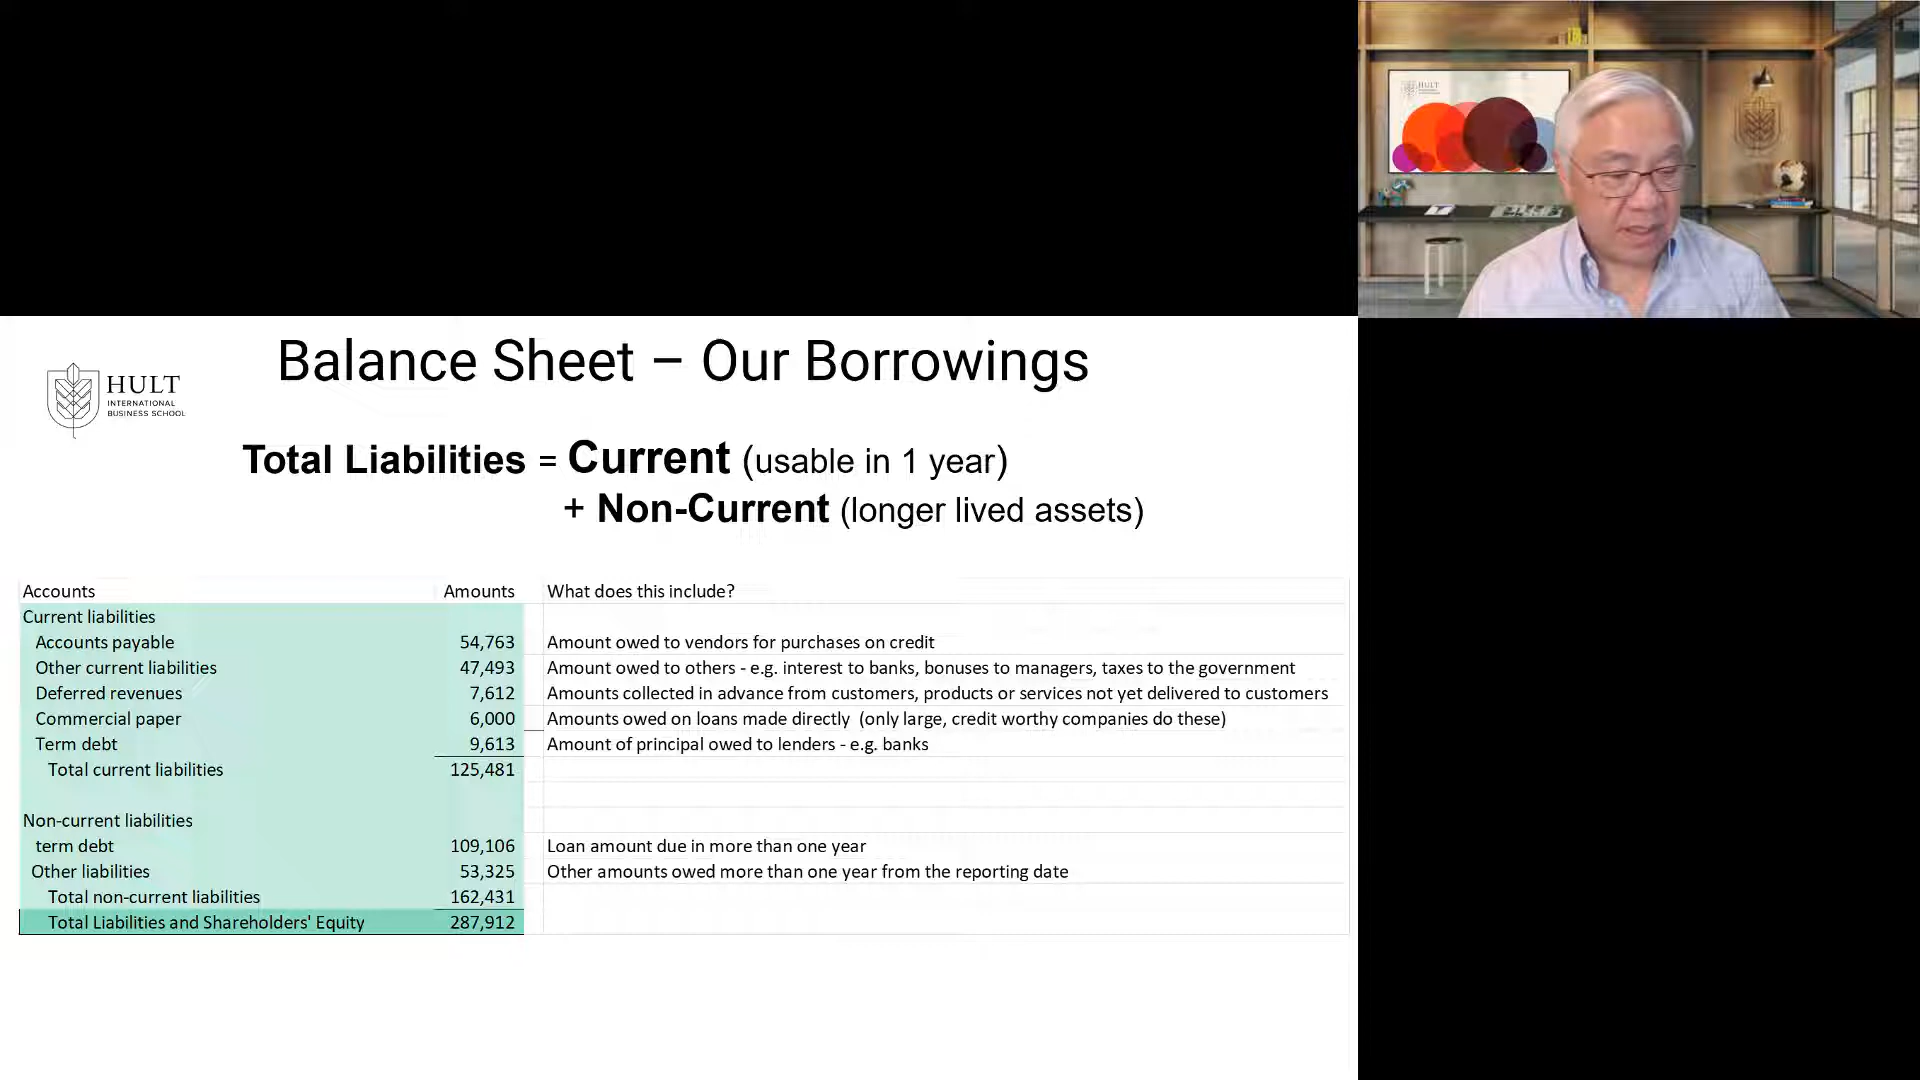 HULT
HULT
INTERNATIONAL
BUSINESS SCHOOL
Balance Sheet – Our Borrowings
Total Liabilities = Current (usable in 1 year)
+ Non-Current (longer lived assets)
Accounts Amounts What does this include?
Current liabilities
Accounts payable 54,763 Amount owed to vendors for purchases on credit
Other current liabilities 47,493 Amount owed to others - e.g. interest to banks, bonuses to managers, taxes to the government
Deferred revenues 7,612 Amounts collected in advance from customers, products or services not yet delivered to customers
Commercial paper 6,000 Amounts owed on loans made directly (only large, credit worthy companies do these)
Term debt 9,613 Amount of principal owed to lenders - e.g. banks
Total current liabilities 125,481
Non-current liabilities
term debt 109,106 Loan amount due in more than one year
Other liabilities 53,325 Other amounts owed more than one year from the reporting date
Total non-current liabilities 162,431
Total Liabilities and Shareholders' Equity 287,912